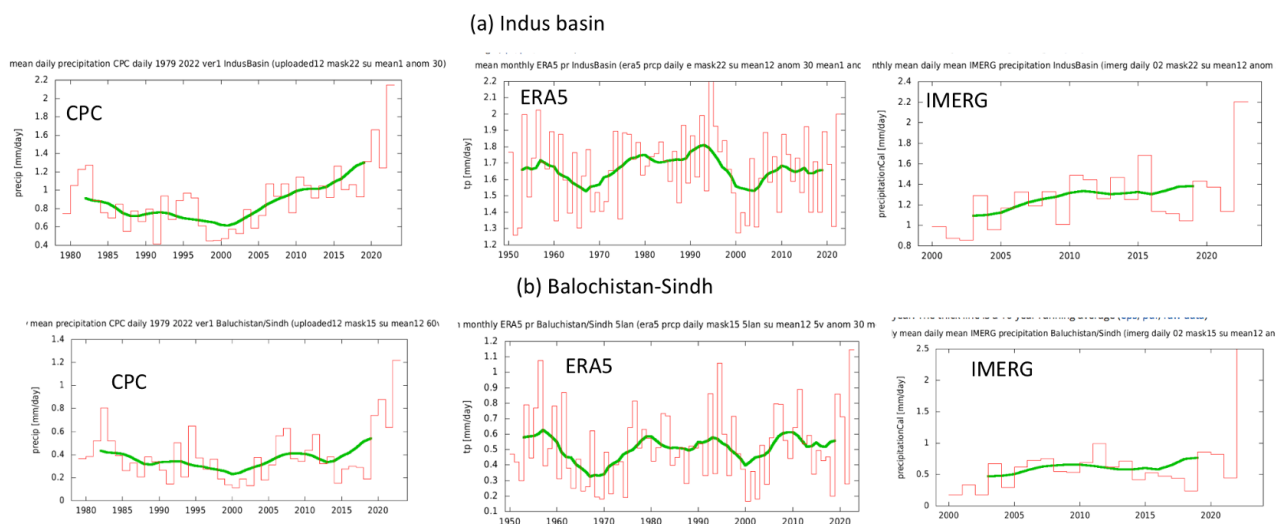 (a) Indus basin
mean daily precipitation CPC daily 1979 2022 ver1 IndusBasin (uploaded12 mask22 su mean1 anom 30)
mean monthly ERA5 pr IndusBasin (era5 prcp daily e mask22 su mean12 anom 30 mean1 anc
nthly mean daily mean IMERG precipitation IndusBasin (imerg daily 02 mask22 su mean12 anom
CPC
precip [mm/day]
2.2
2
1.8
1.6
1.4
1.2
1
0.8
0.6
0.4
1980 1985 1990 1995 2000 2005 2010 2015 2020
ERA5
tp [mm/day]
2.2
2.1
2
1.9
1.8
1.7
1.6
1.5
1.4
1.3
1.2
1950 1960 1970 1980 1990 2000 2010 2020
IMERG
precipitationCal [mm/day]
2.4
2.2
2
1.8
1.6
1.4
1.2
1
0.8
2000 2005 2010 2015 2020
(b) Balochistan-Sindh
mean precipitation CPC daily 1979 2022 ver1 Baluchistan/Sindh (uploaded12 mask15 su mean12 60v
monthly ERA5 pr Baluchistan/Sindh 5lan (era5 prcp daily mask15 5lan su mean12 5v anom 30 m
y mean daily mean IMERG precipitation Baluchistan/Sindh (imerg daily 02 mask15 su mean12 an
CPC
precip [mm/day]
1.4
1.2
1
0.8
0.6
0.4
0.2
0
1980 1985 1990 1995 2000 2005 2010 2015 2020
ERA5
tp [mm/day]
1.2
1.1
1
0.9
0.8
0.7
0.6
0.5
0.4
0.3
0.2
0.1
1950 1960 1970 1980 1990 2000 2010 2020
IMERG
precipitationCal [mm/day]
2.5
2
1.5
1
0.5
0
2000 2005 2010 2015 2020